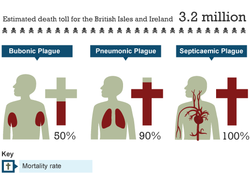 Estimated death toll for the British Isles and Ireland 3.2 million
Bubonic Plague Pneumonic Plague Septicaemic Plague
50% 90% 100%
Key
Mortality rate